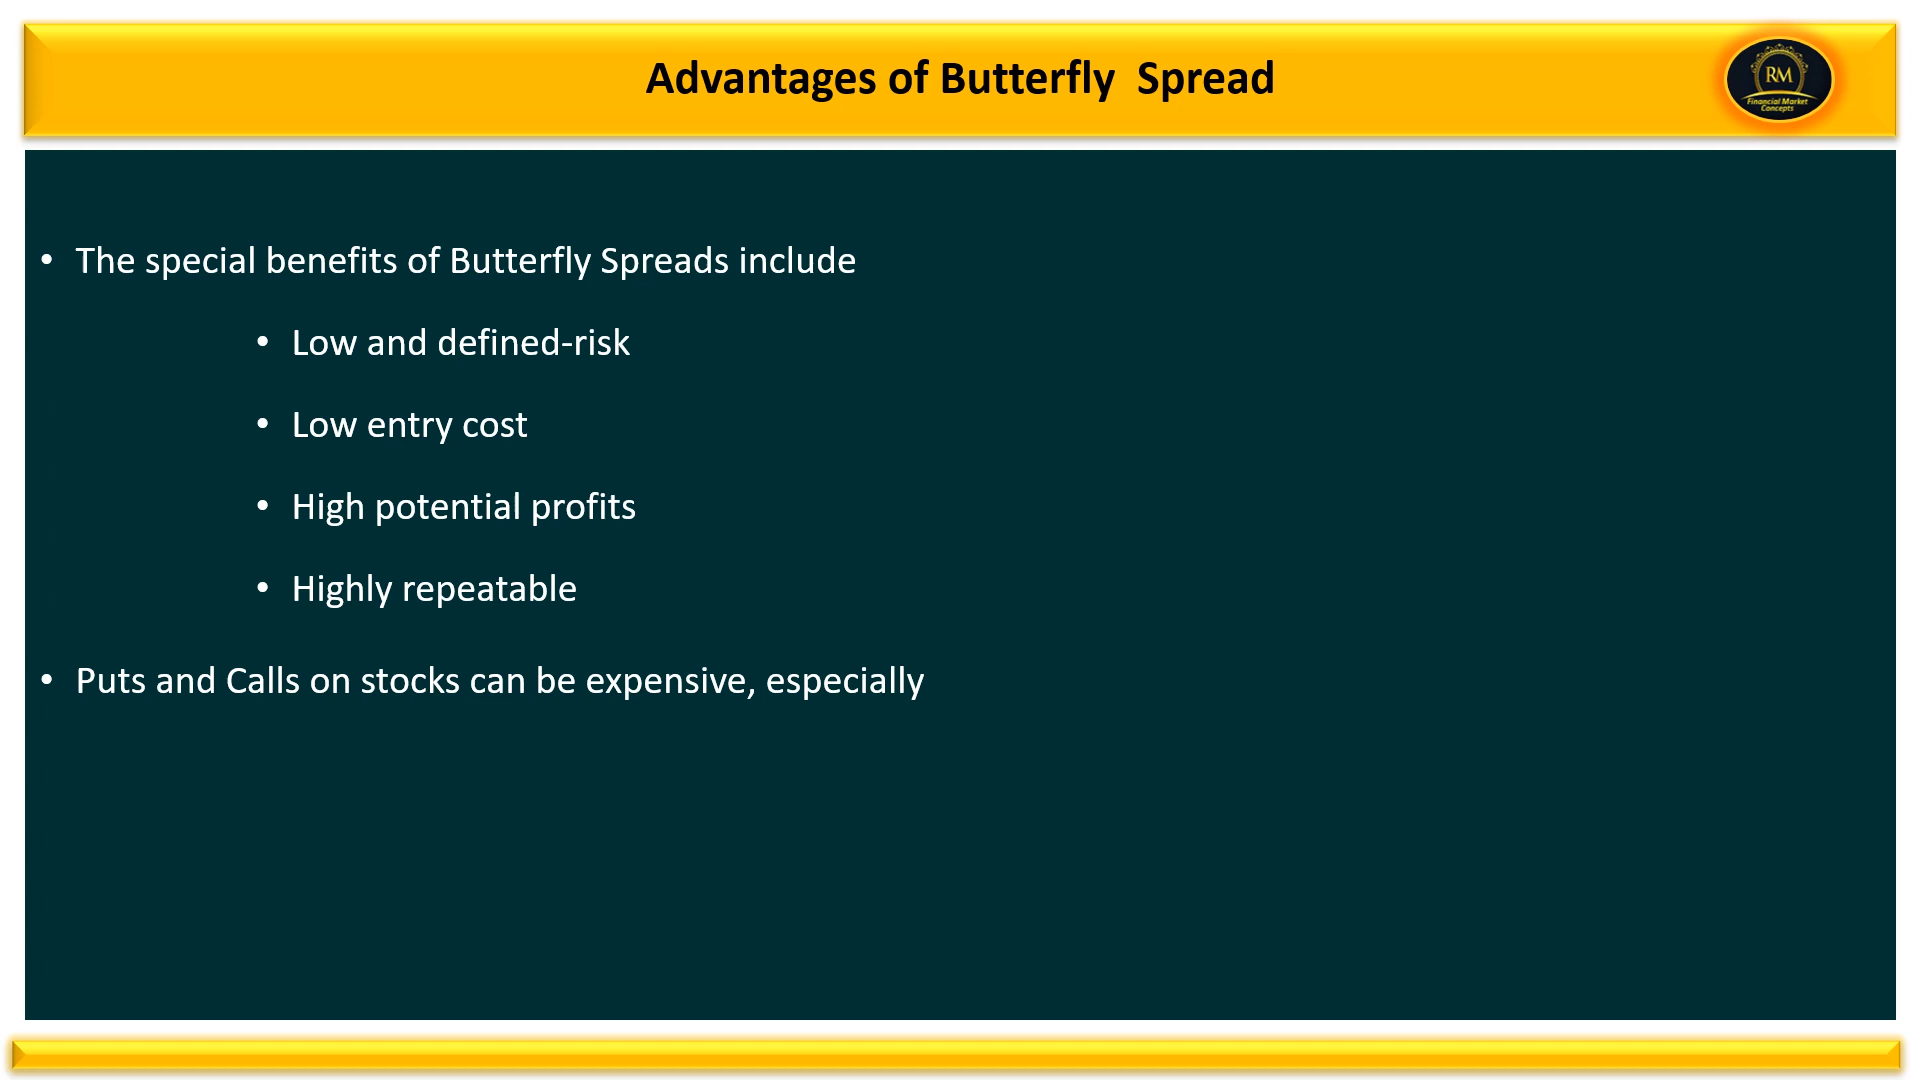 Advantages of Butterfly  Spread
RM
Financial Market
Concepts
• The special benefits of Butterfly Spreads include
• Low and defined-risk
• Low entry cost
• High potential profits
• Highly repeatable
• Puts and Calls on stocks can be expensive, especially